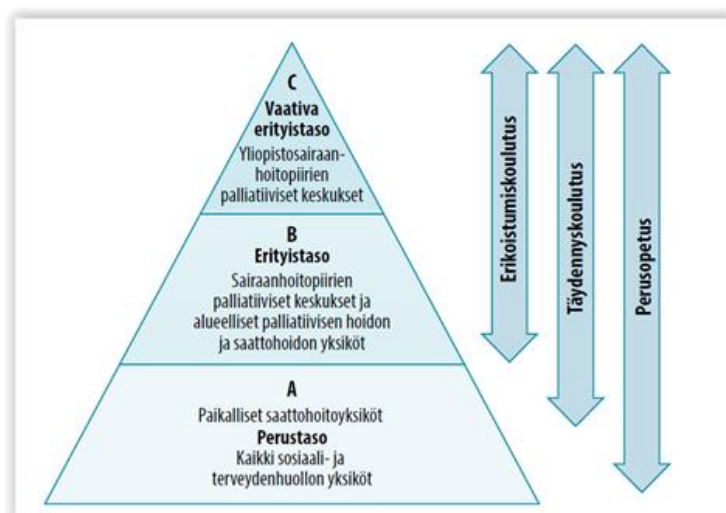 C
Vaativa
erityistaso
Yliopistosairaan-
hoitopiirien
palliatiiviset keskukset
B
Erityistaso
Sairaanhoitopiirien
palliatiiviset keskukset ja
alueelliset palliatiivisen hoidon
ja saattohoidon yksiköt
A
Paikalliset saattohoitoyksiköt
Perustaso
Kaikki sosiaali- ja
terveydenhuollon yksiköt
Erikoistumiskoulutus
Täydennyskoulutus
Perusopetus